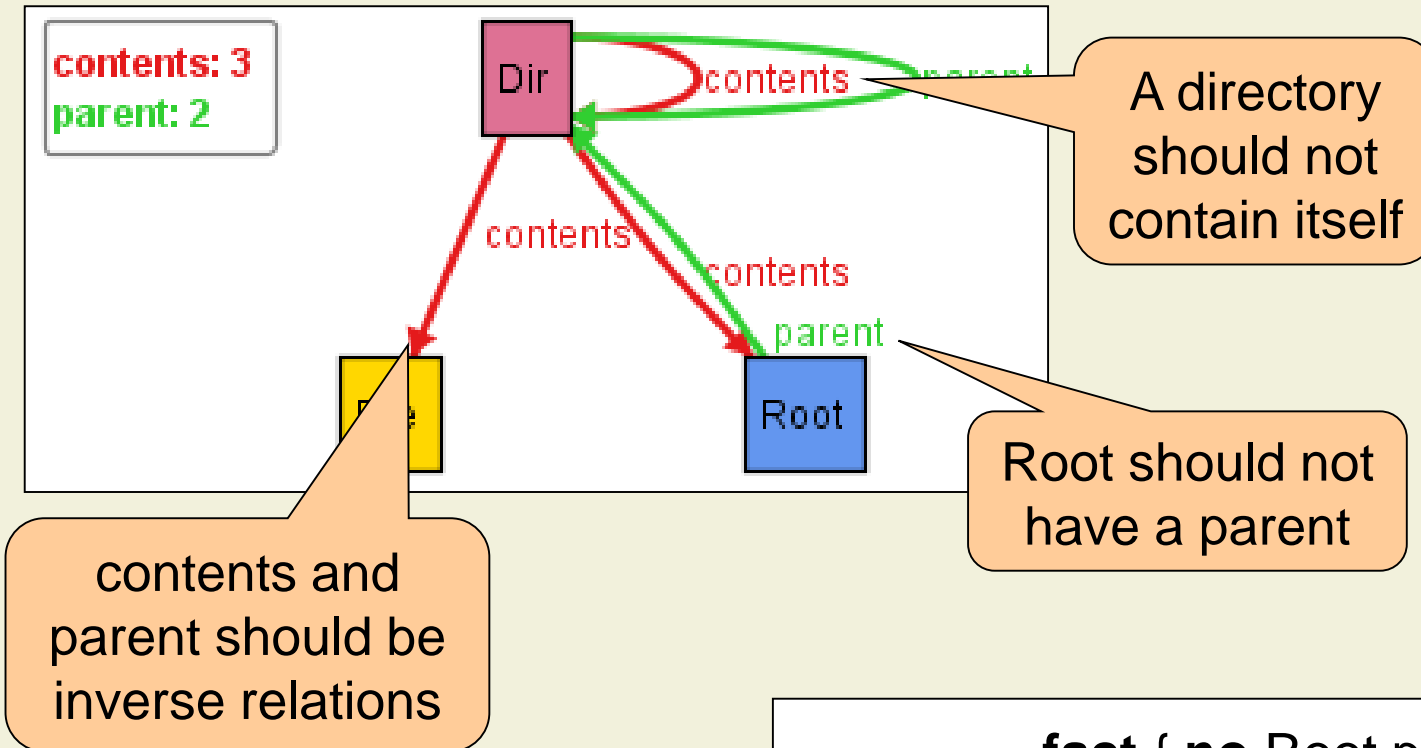 contents: 3
parent: 2
Dir
contents
A directory
should not
contain itself
contents
contents
parent
Root
Root should not
have a parent
contents and
parent should be
inverse relations
fact { no Root